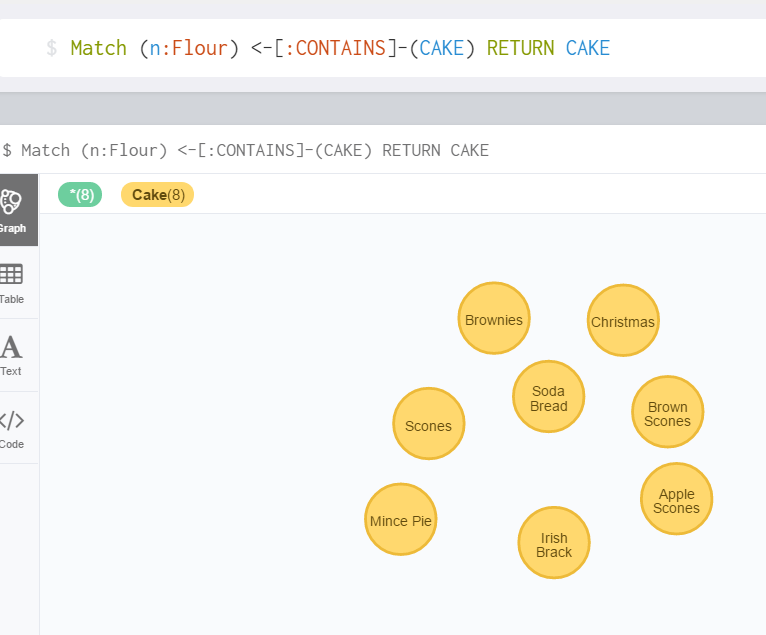 $ Match (n:Flour) <-[:CONTAINS]-(CAKE) RETURN CAKE
$ Match (n:Flour) <-[:CONTAINS]-(CAKE) RETURN CAKE
*(8) Cake(8)
Graph
Table
A
Text
</>
Code
Brownies
Christmas
Soda
Bread
Brown
Scones
Scones
Apple
Scones
Mince Pie
Irish
Brack